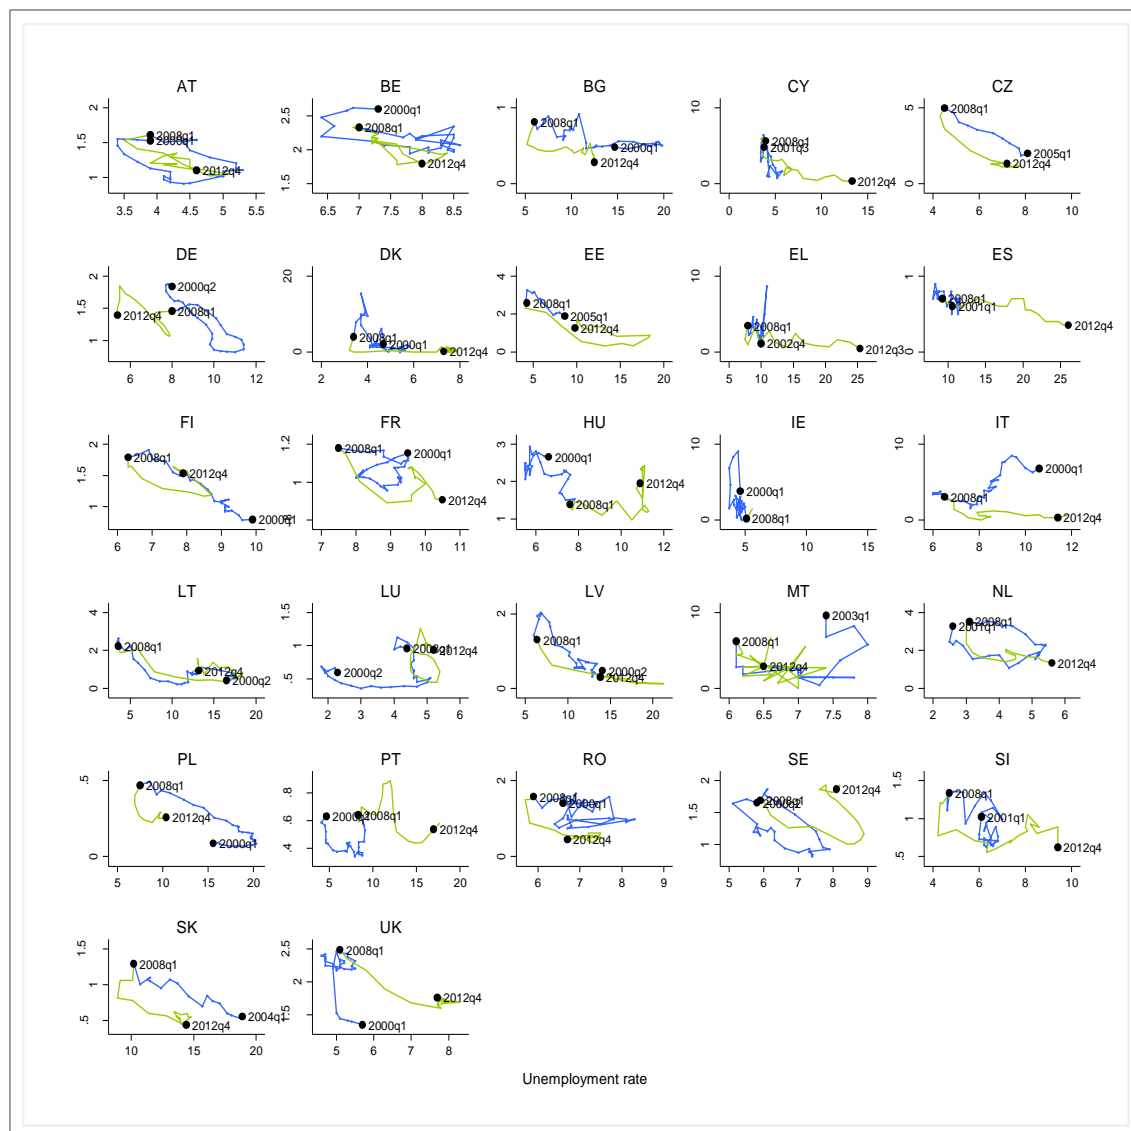 AT
2
1.5
1
2008q1
2000q1
2012q4
3.5 4 4.5 5 5.5
BE
2.5
2
1.5
2000q1
2008q1
2012q4
6.5 7 7.5 8 8.5
BG
1
0
2008q1
2000q1
2012q4
5 10 15 20
CY
10
0
2008q1
2001q3
2012q4
0 5 10 15
CZ
5
0
2008q1
2005q1
2012q4
4 6 8 10
DE
2
1.5
1
2000q2
2008q1
2012q4
6 8 10 12
DK
20
0
2008q1
2000q1
2012q4
2 4 6 8
EE
4
2
0
2008q1
2005q1
2012q4
5 10 15 20
EL
10
0
2008q1
2002q4
2012q3
5 10 15 20 25
ES
1
0
2008q1
2001q1
2012q4
10 15 20 25
FI
2
1.5
1
2008q1
2012q4
2000q1
6 7 8 9 10
FR
1.2
1
.8
2008q1
2000q1
2012q4
7 8 9 10 11
HU
3
2
1
2000q1
2012q4
2008q1
6 8 10 12
IE
10
0
2000q1
2008q1
5 10 15
IT
10
0
2000q1
2008q1
2012q4
6 8 10 12
LT
4
2
0
2008q1
2012q4
2000q2
5 10 15 20
LU
1.5
1
.5
2008q1
2012q4
2000q2
2 3 4 5 6
LV
2
0
2008q1
2000q2
2012q4
5 10 15 20
MT
10
0
2003q1
2008q1
2012q4
6 6.5 7 7.5 8
NL
4
2
0
2008q1
2001q1
2012q4
2 3 4 5 6
PL
.5
0
2008q1
2012q4
2000q1
5 10 15 20
PT
.8
.6
.4
2000q1
2008q1
2012q4
5 10 15 20
RO
2
0
2008q1
2000q1
2012q4
6 7 8 9
SE
2
1.5
1
2012q4
2008q1
2000q2
5 6 7 8 9
SI
1.5
1
.5
2008q1
2001q1
2012q4
4 6 8 10
SK
1.5
1
.5
2008q1
2004q1
2012q4
10 15 20
UK
2.5
2
1.5
2008q1
2012q4
2000q1
5 6 7 8
Unemployment rate